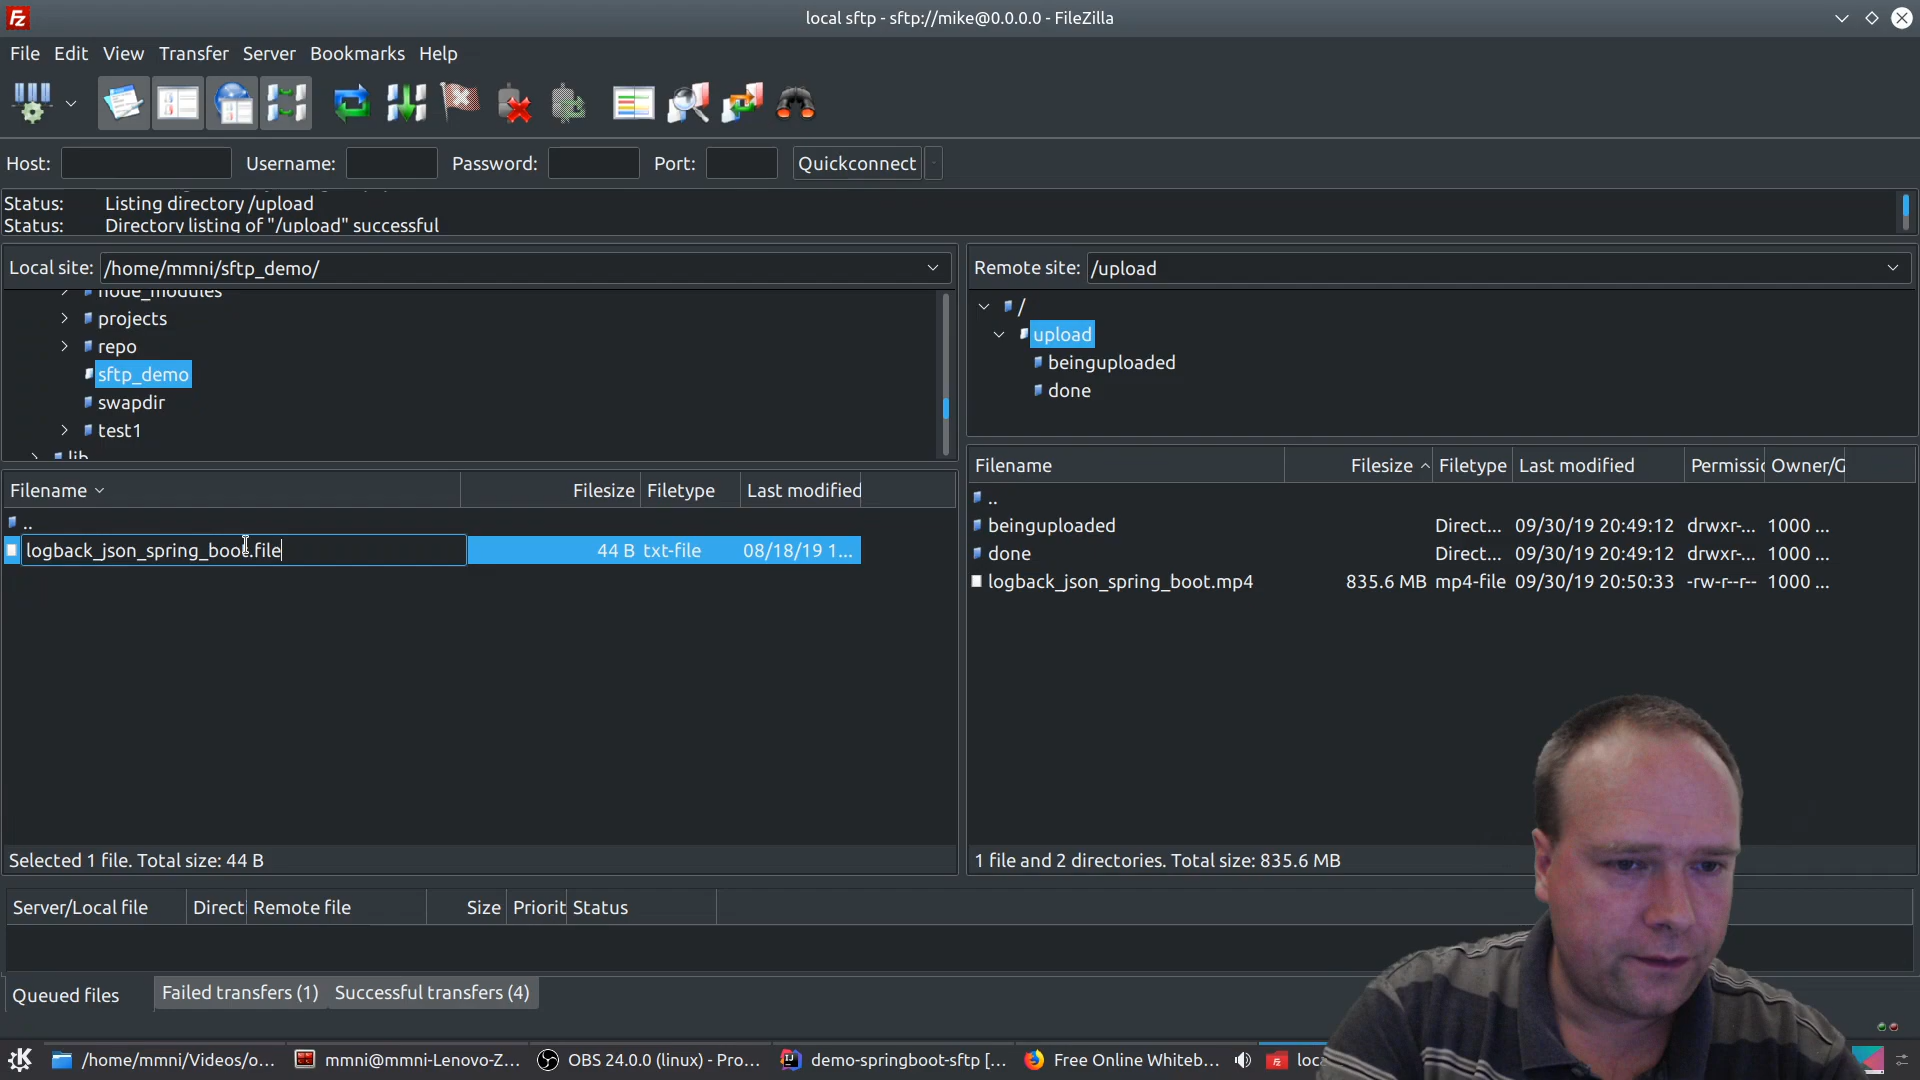 local sftp - sftp://mike@0.0.0.0 - FileZilla
File Edit View Transfer Server Bookmarks Help
Host: Username: Password: Port: Quickconnect
Status: Listing directory /upload
Status: Directory listing of "/upload" successful
Local site: /home/mmni/sftp_demo/
Remote site: /upload
node_modules
projects
repo
sftp_demo
swapdir
test1
lib
/
upload
beinguploaded
done
Filename Filesize Filetype Last modified
..
logback_json_spring_boot.file 44 B txt-file 08/18/19 1...
Selected 1 file. Total size: 44 B
Filename Filesize Filetype Last modified Permissic Owner/G
..
beinguploaded Direct... 09/30/19 20:49:12 drwxr-... 1000 ...
done Direct... 09/30/19 20:49:12 drwxr-... 1000 ...
logback_json_spring_boot.mp4 835.6 MB mp4-file 09/30/19 20:50:33 -rw-r--r-- 1000 ...
1 file and 2 directories. Total size: 835.6 MB
Server/Local file Direct Remote file Size Priorit Status
Queued files Failed transfers (1) Successful transfers (4)
/home/mmni/Videos/o... mmni@mmni-Lenovo-Z... OBS 24.0.0 (linux) - Pro... demo-springboot-sftp [... Free Online Whiteb... loca